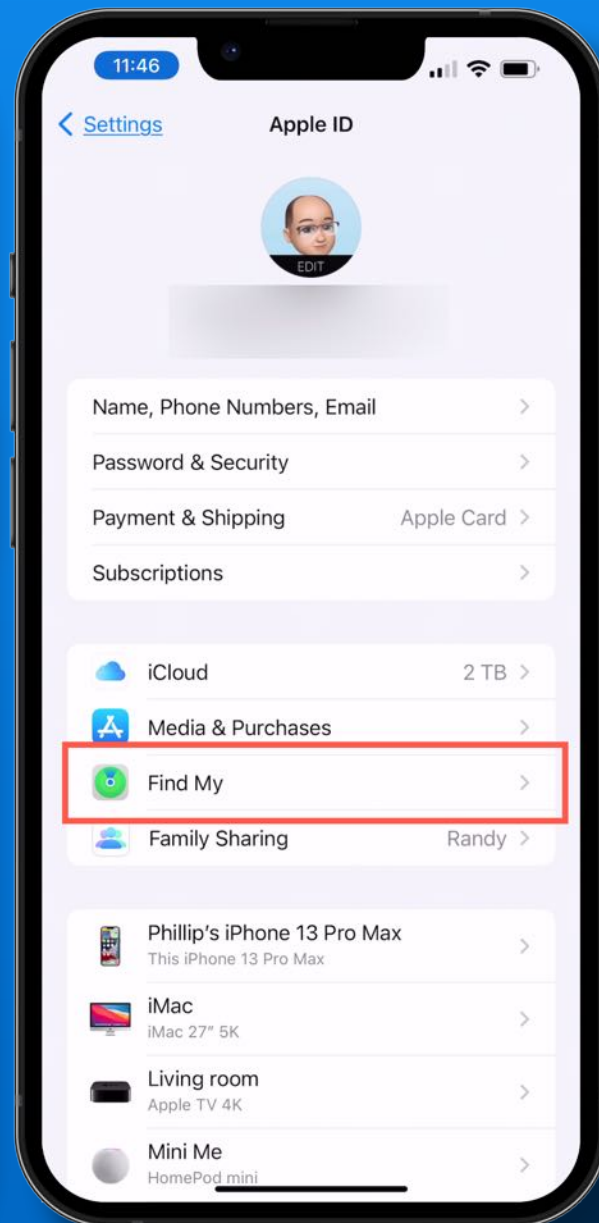 11:46
Settings
Apple ID
EDIT
Name, Phone Numbers, Email
Password & Security
Payment & Shipping Apple Card
Subscriptions
iCloud 2 TB
Media & Purchases
Find My
Family Sharing Randy
Phillip's iPhone 13 Pro Max
This iPhone 13 Pro Max
iMac
iMac 27" 5K
Living room
Apple TV 4K
Mini Me
HomePod mini